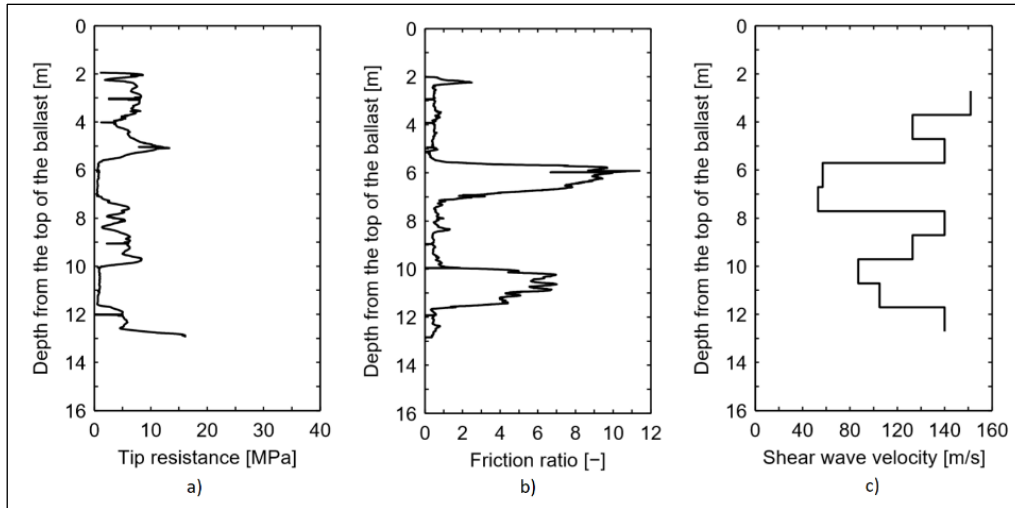 0
2
4
6
8
10
12
14
16
Depth from the top of the ballast [m]
0 10 20 30 40
Tip resistance [MPa]
a)
0
2
4
6
8
10
12
14
16
Depth from the top of the ballast [m]
0 2 4 6 8 10 12
Friction ratio [−]
b)
0
2
4
6
8
10
12
14
16
Depth from the top of the ballast [m]
0 40 60 80 120 140 160
Shear wave velocity [m/s]
c)